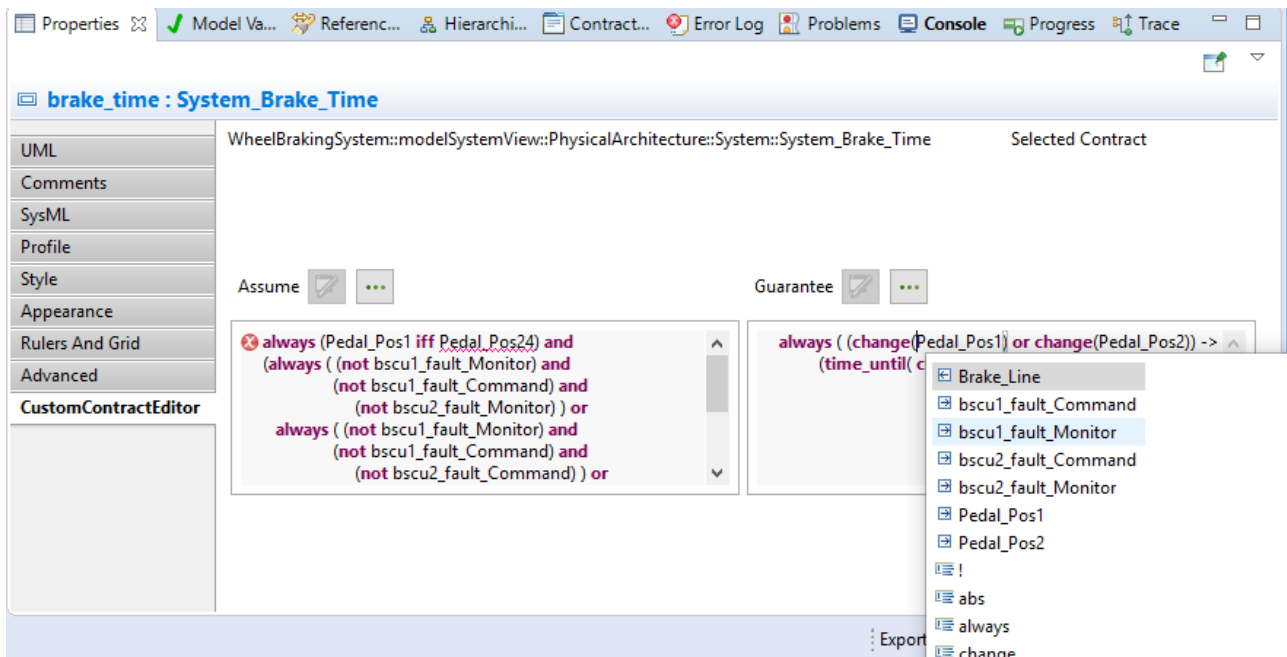 Properties Model Va... Referenc... Hierarchi... Contract... Error Log Problems Console Progress Trace
brake_time : System_Brake_Time
WheelBrakingSystem::modelSystemView::PhysicalArchitecture::System::System_Brake_Time Selected Contract
UML
Comments
SysML
Profile
Style
Appearance
Rulers And Grid
Advanced
CustomContractEditor
Assume
always (Pedal_Pos1 iff Pedal_Pos24) and
(always ( (not bscu1_fault_Monitor) and
(not bscu1_fault_Command) and
(not bscu2_fault_Monitor) ) or
always ( (not bscu1_fault_Monitor) and
(not bscu1_fault_Command) and
(not bscu2_fault_Command) ) or
Guarantee
always ( (change(Pedal_Pos1) or change(Pedal_Pos2)) ->
(time_until( c
Brake_Line
bscu1_fault_Command
bscu1_fault_Monitor
bscu2_fault_Command
bscu2_fault_Monitor
Pedal_Pos1
Pedal_Pos2
!
abs
always
change
Export